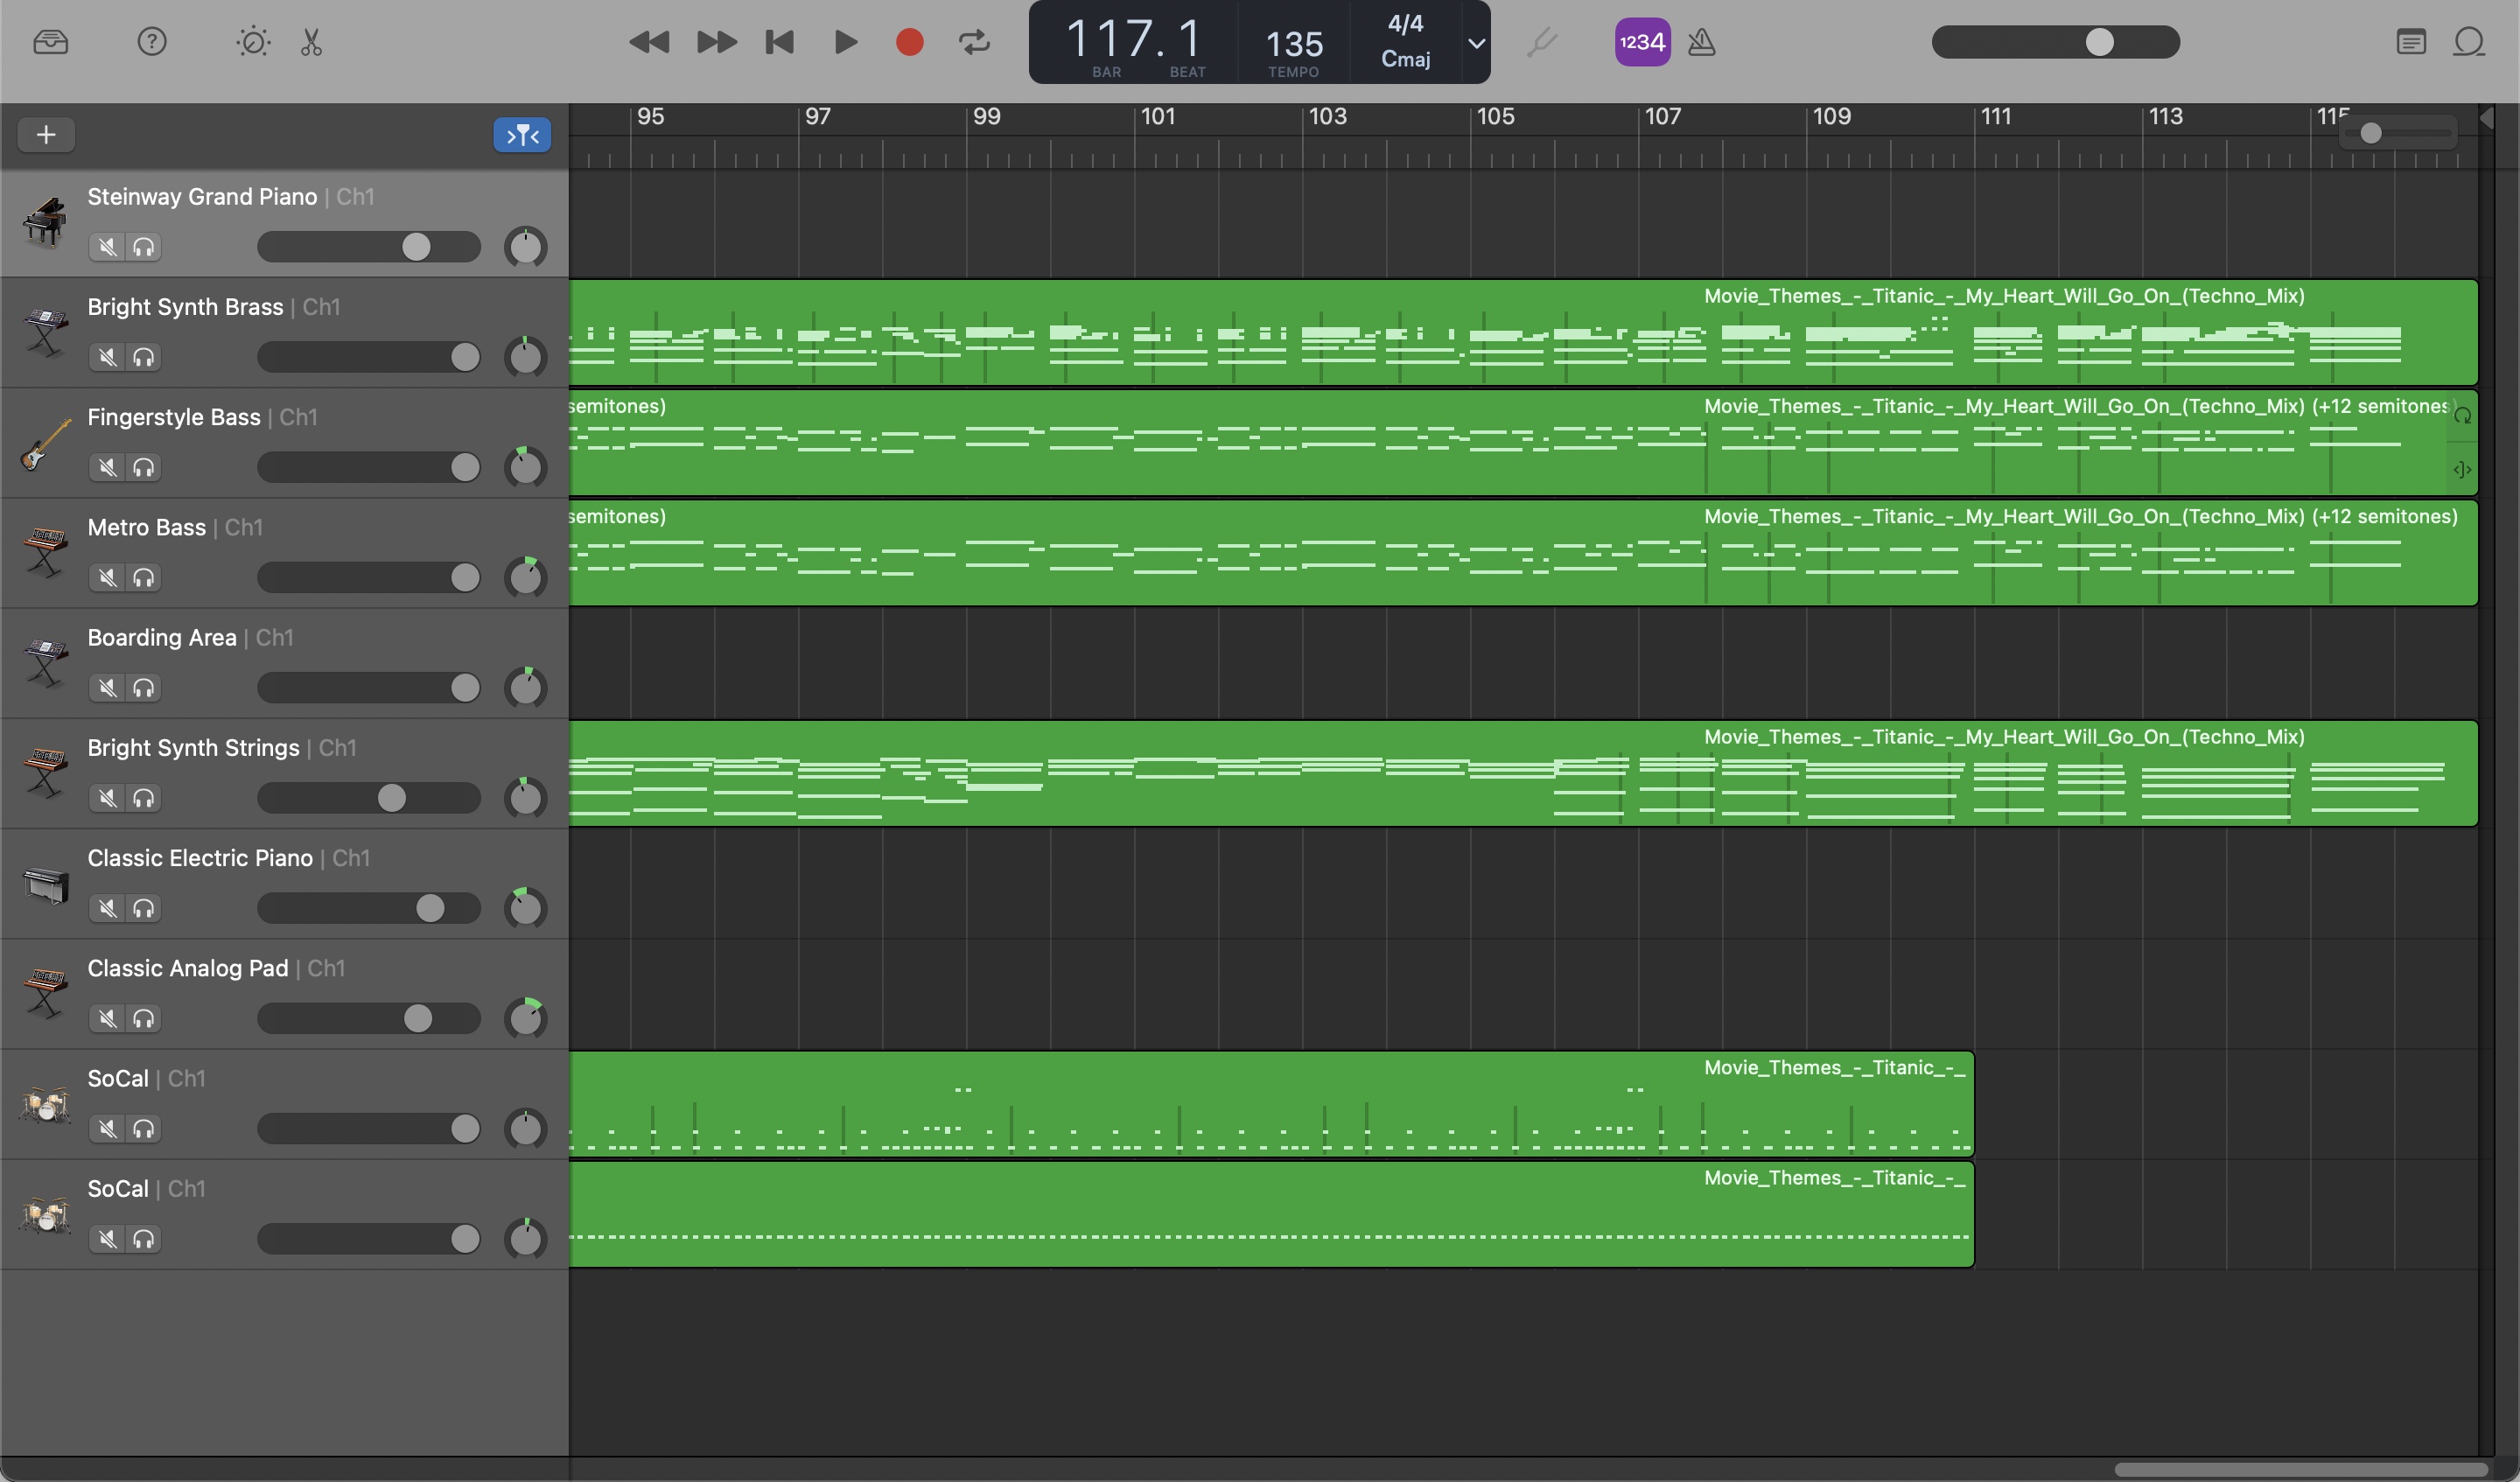 117. 1
BAR BEAT
135
TEMPO
4/4
Cmaj
1234
95 97 99 101 103 105 107 109 111 113 115
Steinway Grand Piano | Ch1
Bright Synth Brass | Ch1
Movie_Themes_-_Titanic_-_My_Heart_Will_Go_On_(Techno_Mix)
Fingerstyle Bass | Ch1
semitones)
Movie_Themes_-_Titanic_-_My_Heart_Will_Go_On_(Techno_Mix) (+12 semitones)
Metro Bass | Ch1
semitones)
Movie_Themes_-_Titanic_-_My_Heart_Will_Go_On_(Techno_Mix) (+12 semitones)
Boarding Area | Ch1
Bright Synth Strings | Ch1
Movie_Themes_-_Titanic_-_My_Heart_Will_Go_On_(Techno_Mix)
Classic Electric Piano | Ch1
Classic Analog Pad | Ch1
SoCal | Ch1
Movie_Themes_-_Titanic_-_
SoCal | Ch1
Movie_Themes_-_Titanic_-_